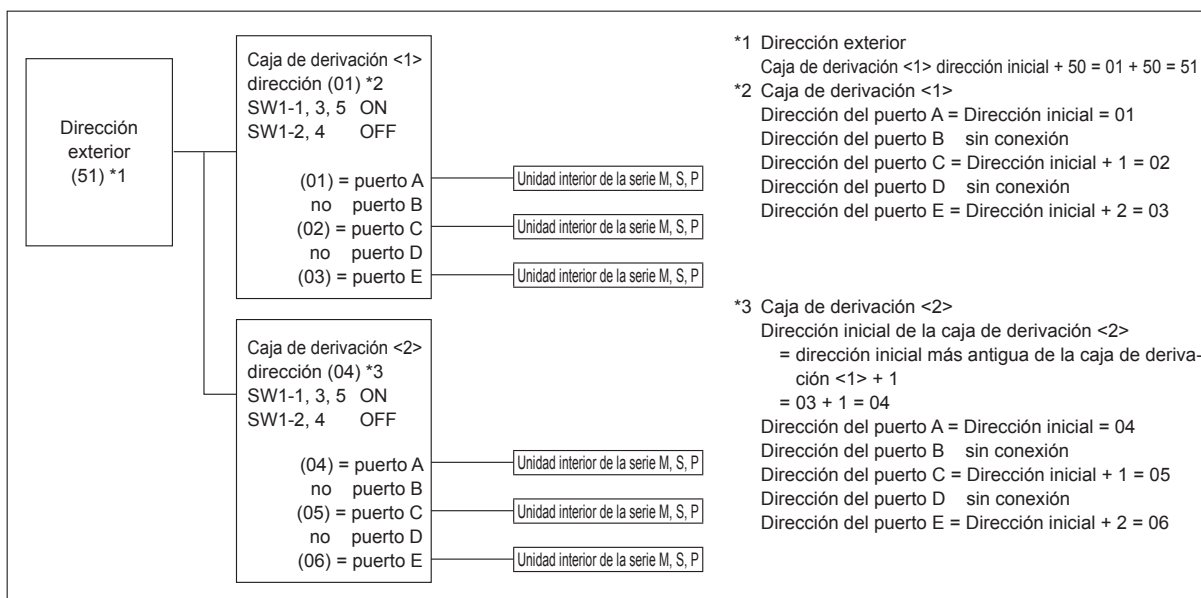 Dirección
exterior
(51) *1
Caja de derivación <1>
dirección (01) *2
SW1-1, 3, 5 ON
SW1-2, 4 OFF
(01) = puerto A
no puerto B
(02) = puerto C
no puerto D
(03) = puerto E
Unidad interior de la serie M, S, P
Unidad interior de la serie M, S, P
Unidad interior de la serie M, S, P
Caja de derivación <2>
dirección (04) *3
SW1-1, 3, 5 ON
SW1-2, 4 OFF
(04) = puerto A
no puerto B
(05) = puerto C
no puerto D
(06) = puerto E
Unidad interior de la serie M, S, P
Unidad interior de la serie M, S, P
Unidad interior de la serie M, S, P
*1 Dirección exterior
Caja de derivación <1> dirección inicial + 50 = 01 + 50 = 51
*2 Caja de derivación <1>
Dirección del puerto A = Dirección inicial = 01
Dirección del puerto B sin conexión
Dirección del puerto C = Dirección inicial + 1 = 02
Dirección del puerto D sin conexión
Dirección del puerto E = Dirección inicial + 2 = 03
*3 Caja de derivación <2>
Dirección inicial de la caja de derivación <2>
= dirección inicial más antigua de la caja de deriva-
ción <1> + 1
= 03 + 1 = 04
Dirección del puerto A = Dirección inicial = 04
Dirección del puerto B sin conexión
Dirección del puerto C = Dirección inicial + 1 = 05
Dirección del puerto D sin conexión
Dirección del puerto E = Dirección inicial + 2 = 06